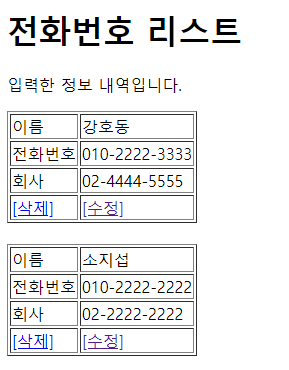 전화번호 리스트
입력한 정보 내역입니다.
이름 강호동
전화번호 010-2222-3333
회사 02-4444-5555
[삭제] [수정]
이름 소지섭
전화번호 010-2222-2222
회사 02-2222-2222
[삭제] [수정]